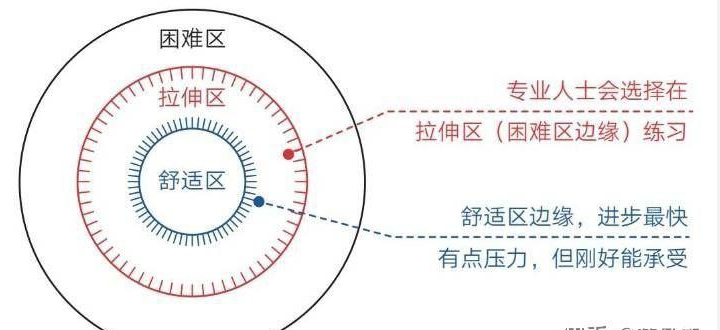 困难区
拉伸区
舒适区
专业人士会选择在
拉伸区（困难区边缘）练习
舒适区边缘，进步最快
有点压力，但刚好能承受